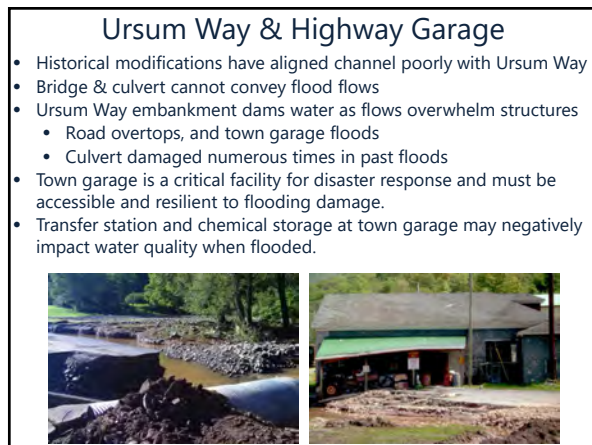 Ursum Way & Highway Garage
• Historical modifications have aligned channel poorly with Ursum Way
• Bridge & culvert cannot convey flood flows
• Ursum Way embankment dams water as flows overwhelm structures
• Road overtops, and town garage floods
• Culvert damaged numerous times in past floods
• Town garage is a critical facility for disaster response and must be
accessible and resilient to flooding damage.
• Transfer station and chemical storage at town garage may negatively
impact water quality when flooded.